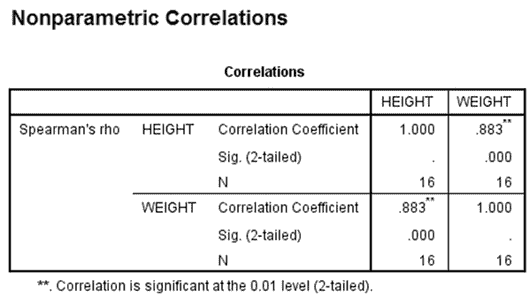 Nonparametric Correlations
Correlations
HEIGHT WEIGHT
Spearman's rho HEIGHT Correlation Coefficient 1.000 .883**
Sig. (2-tailed) . .000
N 16 16
WEIGHT Correlation Coefficient .883** 1.000
Sig. (2-tailed) .000 .
N 16 16
**. Correlation is significant at the 0.01 level (2-tailed).